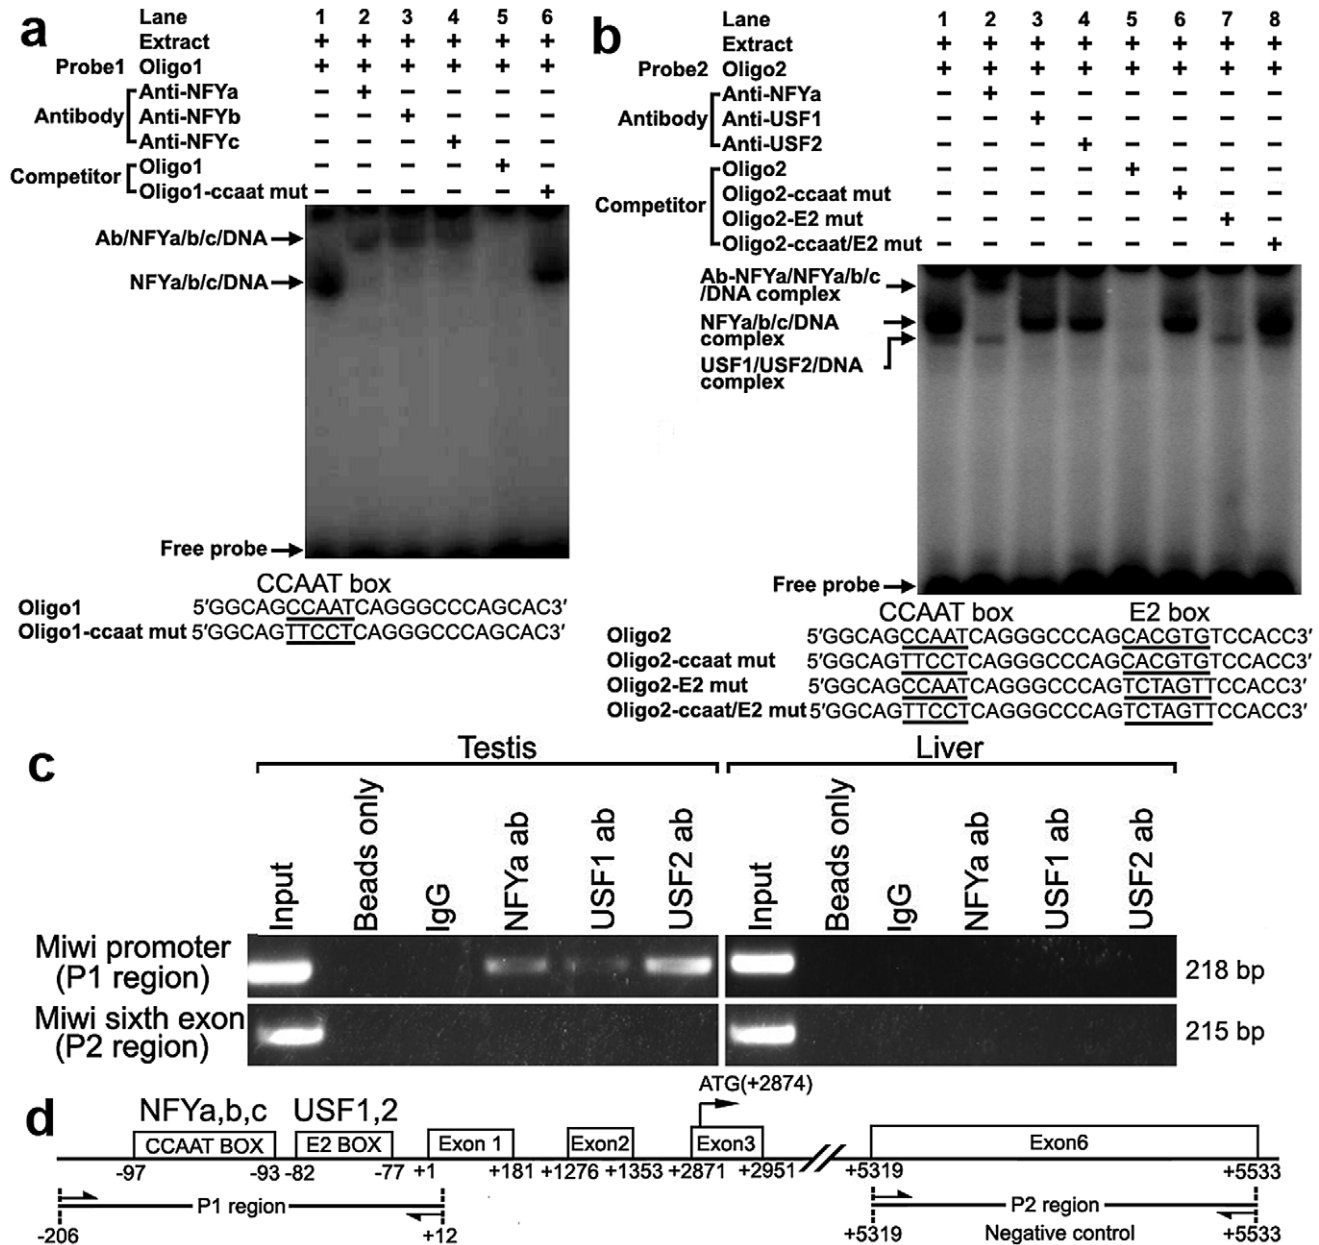 a
Lane 1 2 3 4 5 6
Extract + + + + + +
Probe1 Oligo1 + + + + + +
Anti-NFYa − + − − − −
Antibody Anti-NFYb − − + − − −
Anti-NFYc − − − + − −
Competitor Oligo1 − − − − + −
Oligo1-ccaat mut − − − − − +
Ab/NFYa/b/c/DNA
NFYa/b/c/DNA
Free probe
CCAAT box
Oligo1 5'GGCAGCCAATCAGGGCCCAGCAC3'
Oligo1-ccaat mut 5'GGCAGTTCCTCAGGGCCCAGCAC3'
b
Lane 1 2 3 4 5 6 7 8
Extract + + + + + + + +
Probe2 Oligo2 + + + + + + + +
Anti-NFYa − + − − − − − −
Antibody Anti-USF1 − − + − − − − −
Anti-USF2 − − − + − − − −
Oligo2 − − − − + − − −
Oligo2-ccaat mut − − − − − + − −
Competitor Oligo2-E2 mut − − − − − − + −
Oligo2-ccaat/E2 mut − − − − − − − +
Ab-NFYa/NFYa/b/c
/DNA complex
NFYa/b/c/DNA
complex
USF1/USF2/DNA
complex
Free probe
CCAAT box E2 box
Oligo2 5'GGCAGCCAATCAGGGCCCAGCACGTGTCCACC3'
Oligo2-ccaat mut 5'GGCAGTTCCTCAGGGCCCAGCACGTGTCCACC3'
Oligo2-E2 mut 5'GGCAGCCAATCAGGGCCCAGTCTAGTTCCACC3'
Oligo2-ccaat/E2 mut 5'GGCAGTTCCTCAGGGCCCAGTCTAGTTCCACC3'
c
Testis Liver
Input Beads only IgG NFYa ab USF1 ab USF2 ab Input Beads only IgG NFYa ab USF1 ab USF2 ab
Miwi promoter
(P1 region) 218 bp
Miwi sixth exon
(P2 region) 215 bp
d
ATG(+2874)
NFYa,b,c USF1,2
CCAAT BOX E2 BOX Exon 1 Exon2 Exon3 Exon6
-97 -93 -82 -77 +1 +181 +1276 +1353 +2871 +2951 +5319 +5533
P1 region P2 region
-206 +12 +5319 Negative control +5533